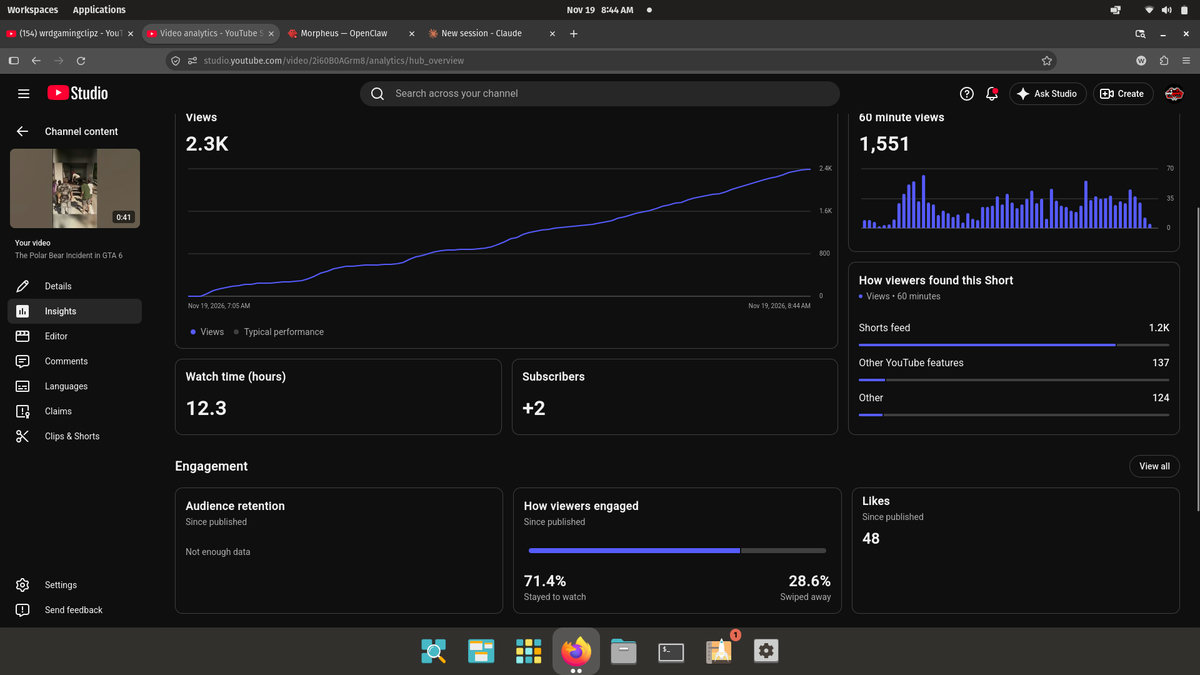 Workspaces Applications
Nov 19 8:44 AM
(154) wrdgamingclipz - YouT
Video analytics - YouTube S
Morpheus — OpenClaw
New session - Claude
studio.youtube.com/video/2i60B0AGrm8/analytics/hub_overview
W
Studio
Search across your channel
Ask Studio
Create
Channel content
0:41
Your video
The Polar Bear Incident in GTA 6
Details
Insights
Editor
Comments
Languages
Claims
Clips & Shorts
Settings
Send feedback
Views
2.3K
2.4K
1.6K
800
0
Nov 19, 2026, 7:05 AM
Nov 19, 2026, 8:44 AM
Views
Typical performance
60 minute views
1,551
70
35
0
How viewers found this Short
Views • 60 minutes
Shorts feed 1.2K
Other YouTube features 137
Other 124
Watch time (hours)
12.3
Subscribers
+2
Engagement
View all
Audience retention
Since published
Not enough data
How viewers engaged
Since published
71.4% 28.6%
Stayed to watch Swiped away
Likes
Since published
48
1